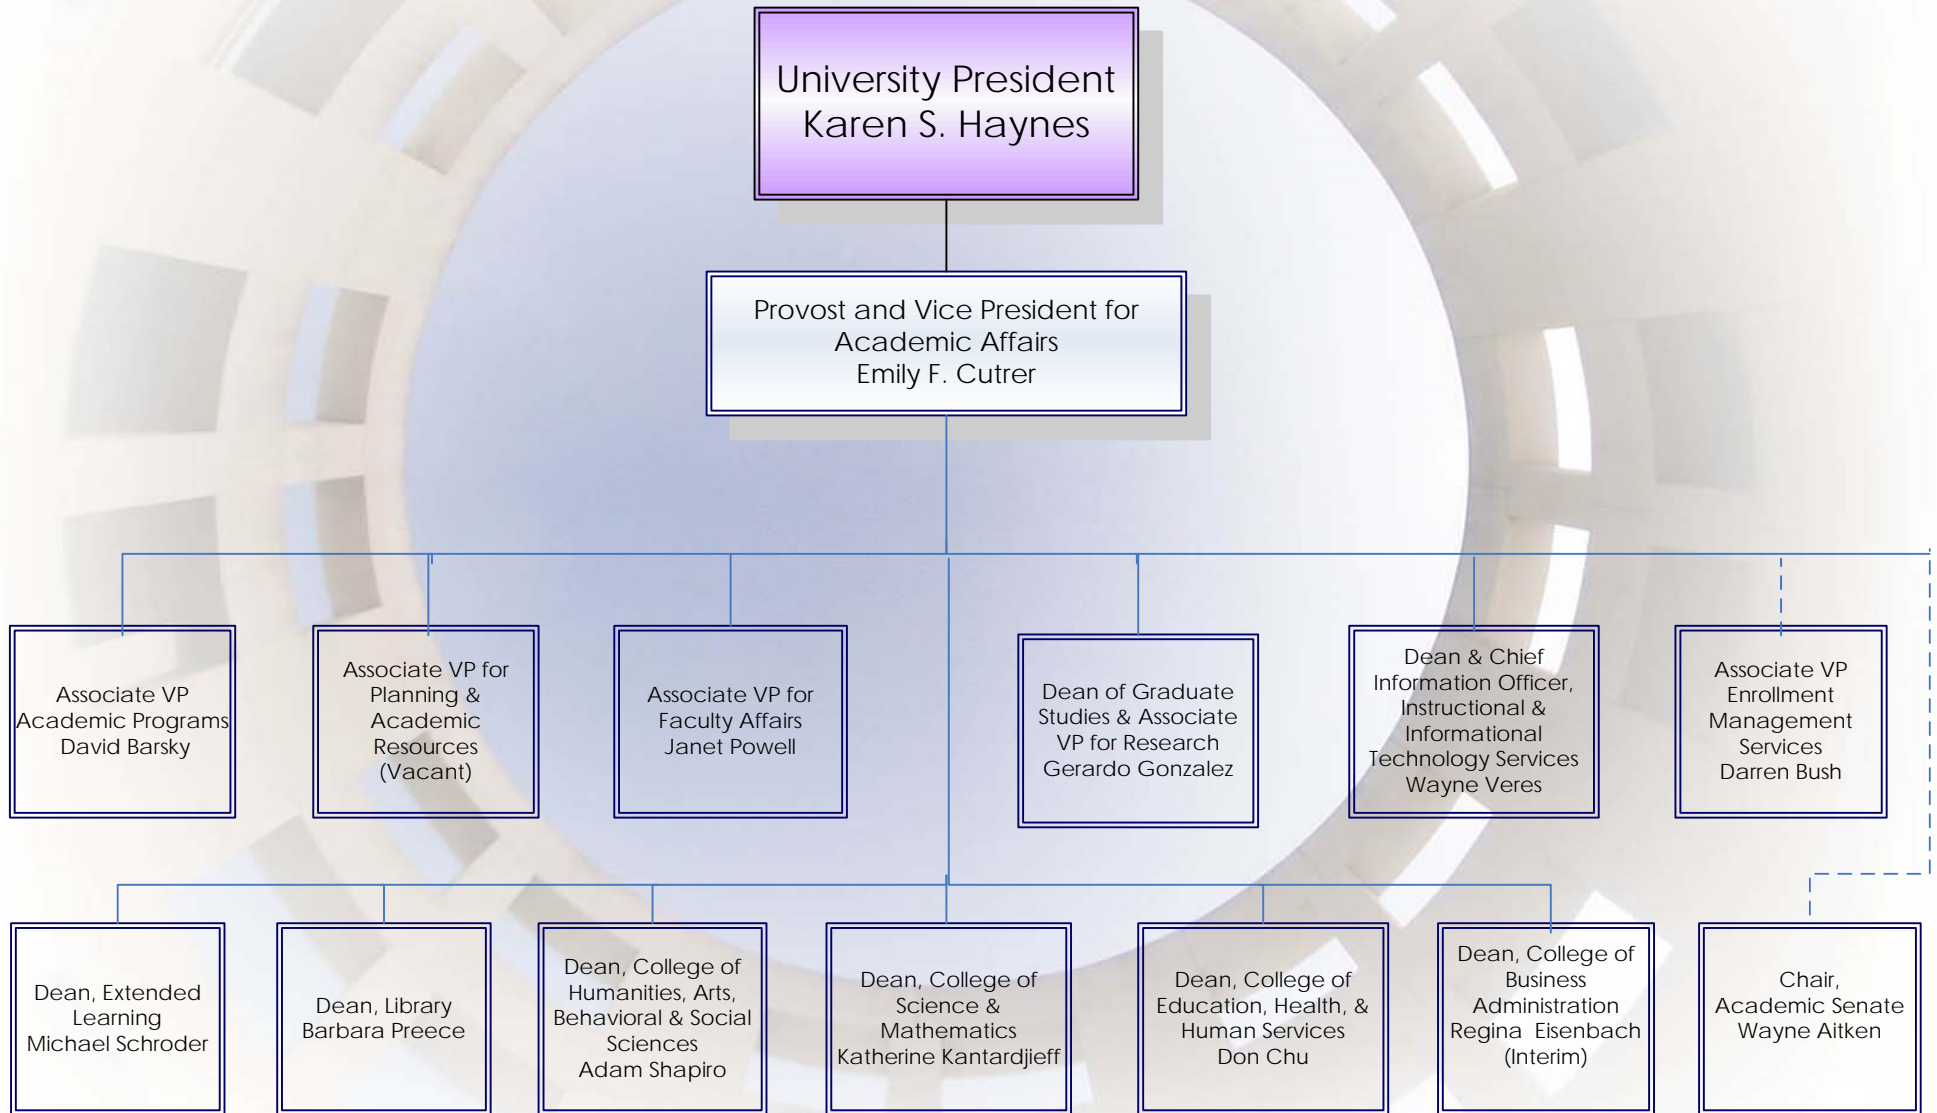 University President
Karen S. Haynes
Provost and Vice President for
Academic Affairs
Emily F. Cutrer
Associate VP
Academic Programs
David Barsky
Associate VP for
Planning &
Academic
Resources
(Vacant)
Associate VP for
Faculty Affairs
Janet Powell
Dean of Graduate
Studies & Associate
VP for Research
Gerardo Gonzalez
Dean & Chief
Information Officer,
Instructional &
Informational
Technology Services
Wayne Veres
Associate VP
Enrollment
Management
Services
Darren Bush
Dean, Extended
Learning
Michael Schroder
Dean, Library
Barbara Preece
Dean, College of
Humanities, Arts,
Behavioral & Social
Sciences
Adam Shapiro
Dean, College of
Science &
Mathematics
Katherine Kantardjieff
Dean, College of
Education, Health, &
Human Services
Don Chu
Dean, College of
Business
Administration
Regina Eisenbach
(Interim)
Chair,
Academic Senate
Wayne Aitken